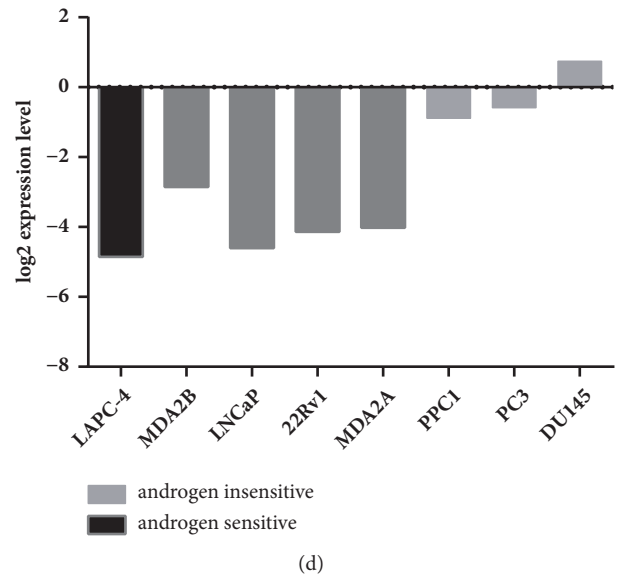 2
0
−2
−4
−6
−8
log2 expression level
LAPC-4
MDA2B
LNCaP
22Rv1
MDA2A
PPC1
PC3
DU145
androgen insensitive
androgen sensitive
(d)